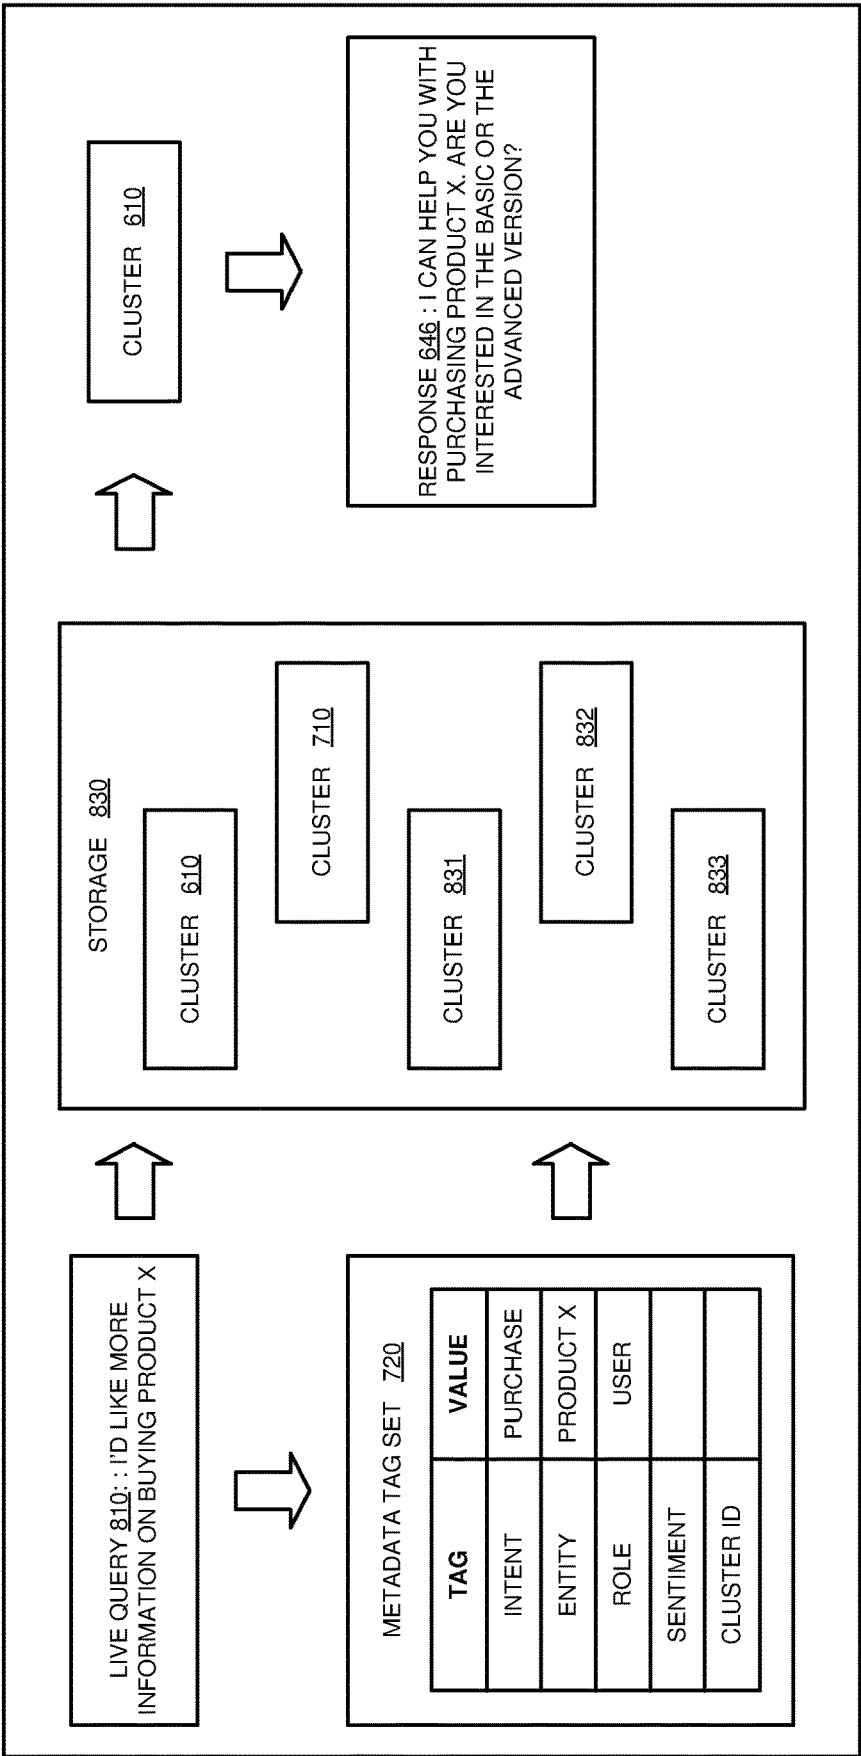 LIVE QUERY 810: : I'D LIKE MORE
INFORMATION ON BUYING PRODUCT X
METADATA TAG SET 720
TAG VALUE
INTENT PURCHASE
ENTITY PRODUCT X
ROLE USER
SENTIMENT
CLUSTER ID
STORAGE 830
CLUSTER 610
CLUSTER 710
CLUSTER 831
CLUSTER 832
CLUSTER 833
CLUSTER 610
RESPONSE 646 : I CAN HELP YOU WITH
PURCHASING PRODUCT X. ARE YOU
INTERESTED IN THE BASIC OR THE
ADVANCED VERSION?